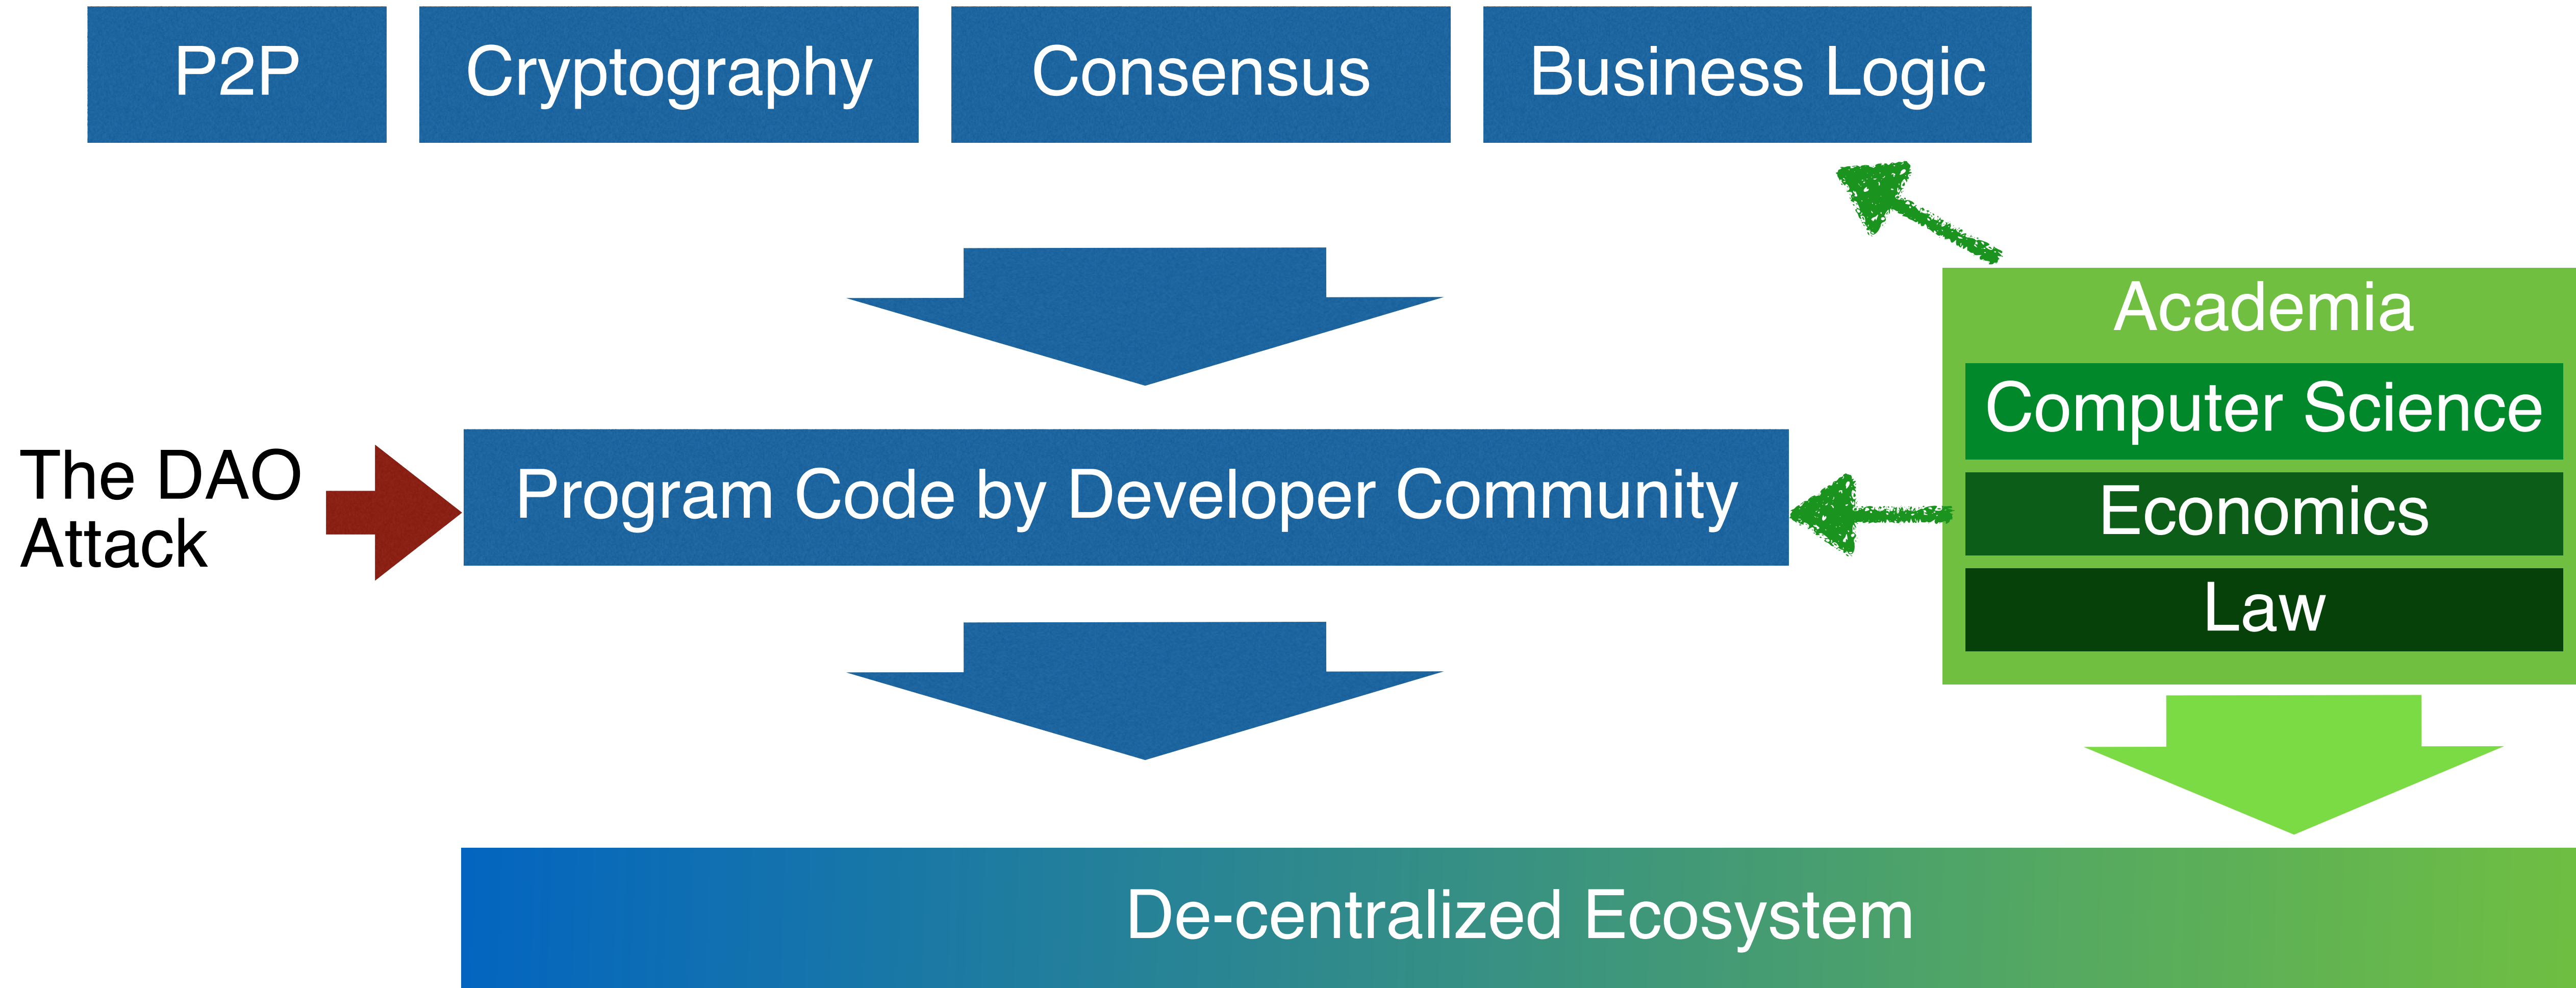 P2P
Cryptography
Consensus
Business Logic
Academia
Computer Science
Economics
Law
The DAO
Attack
Program Code by Developer Community
De-centralized Ecosystem